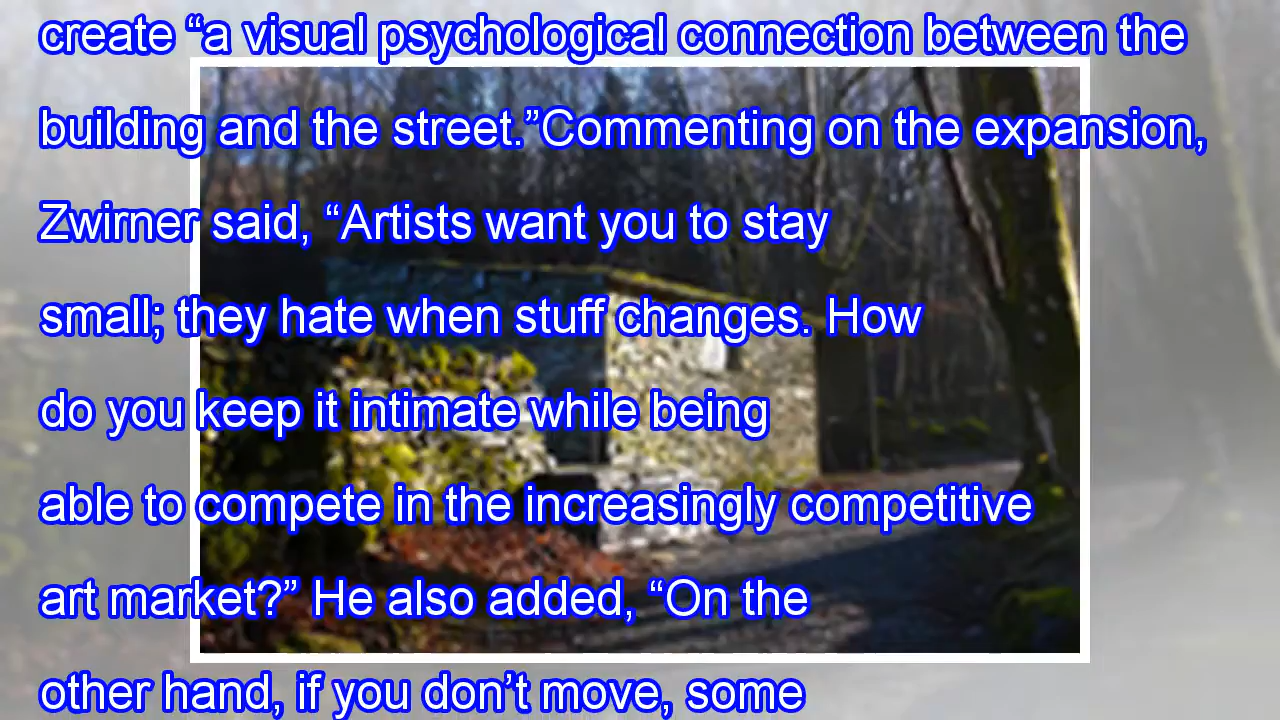 create “a visual psychological connection between the
building and the street.”Commenting on the expansion,
Zwirner said, “Artists want you to stay
small; they hate when stuff changes. How
do you keep it intimate while being
able to compete in the increasingly competitive
art market?” He also added, “On the
other hand, if you don’t move, some